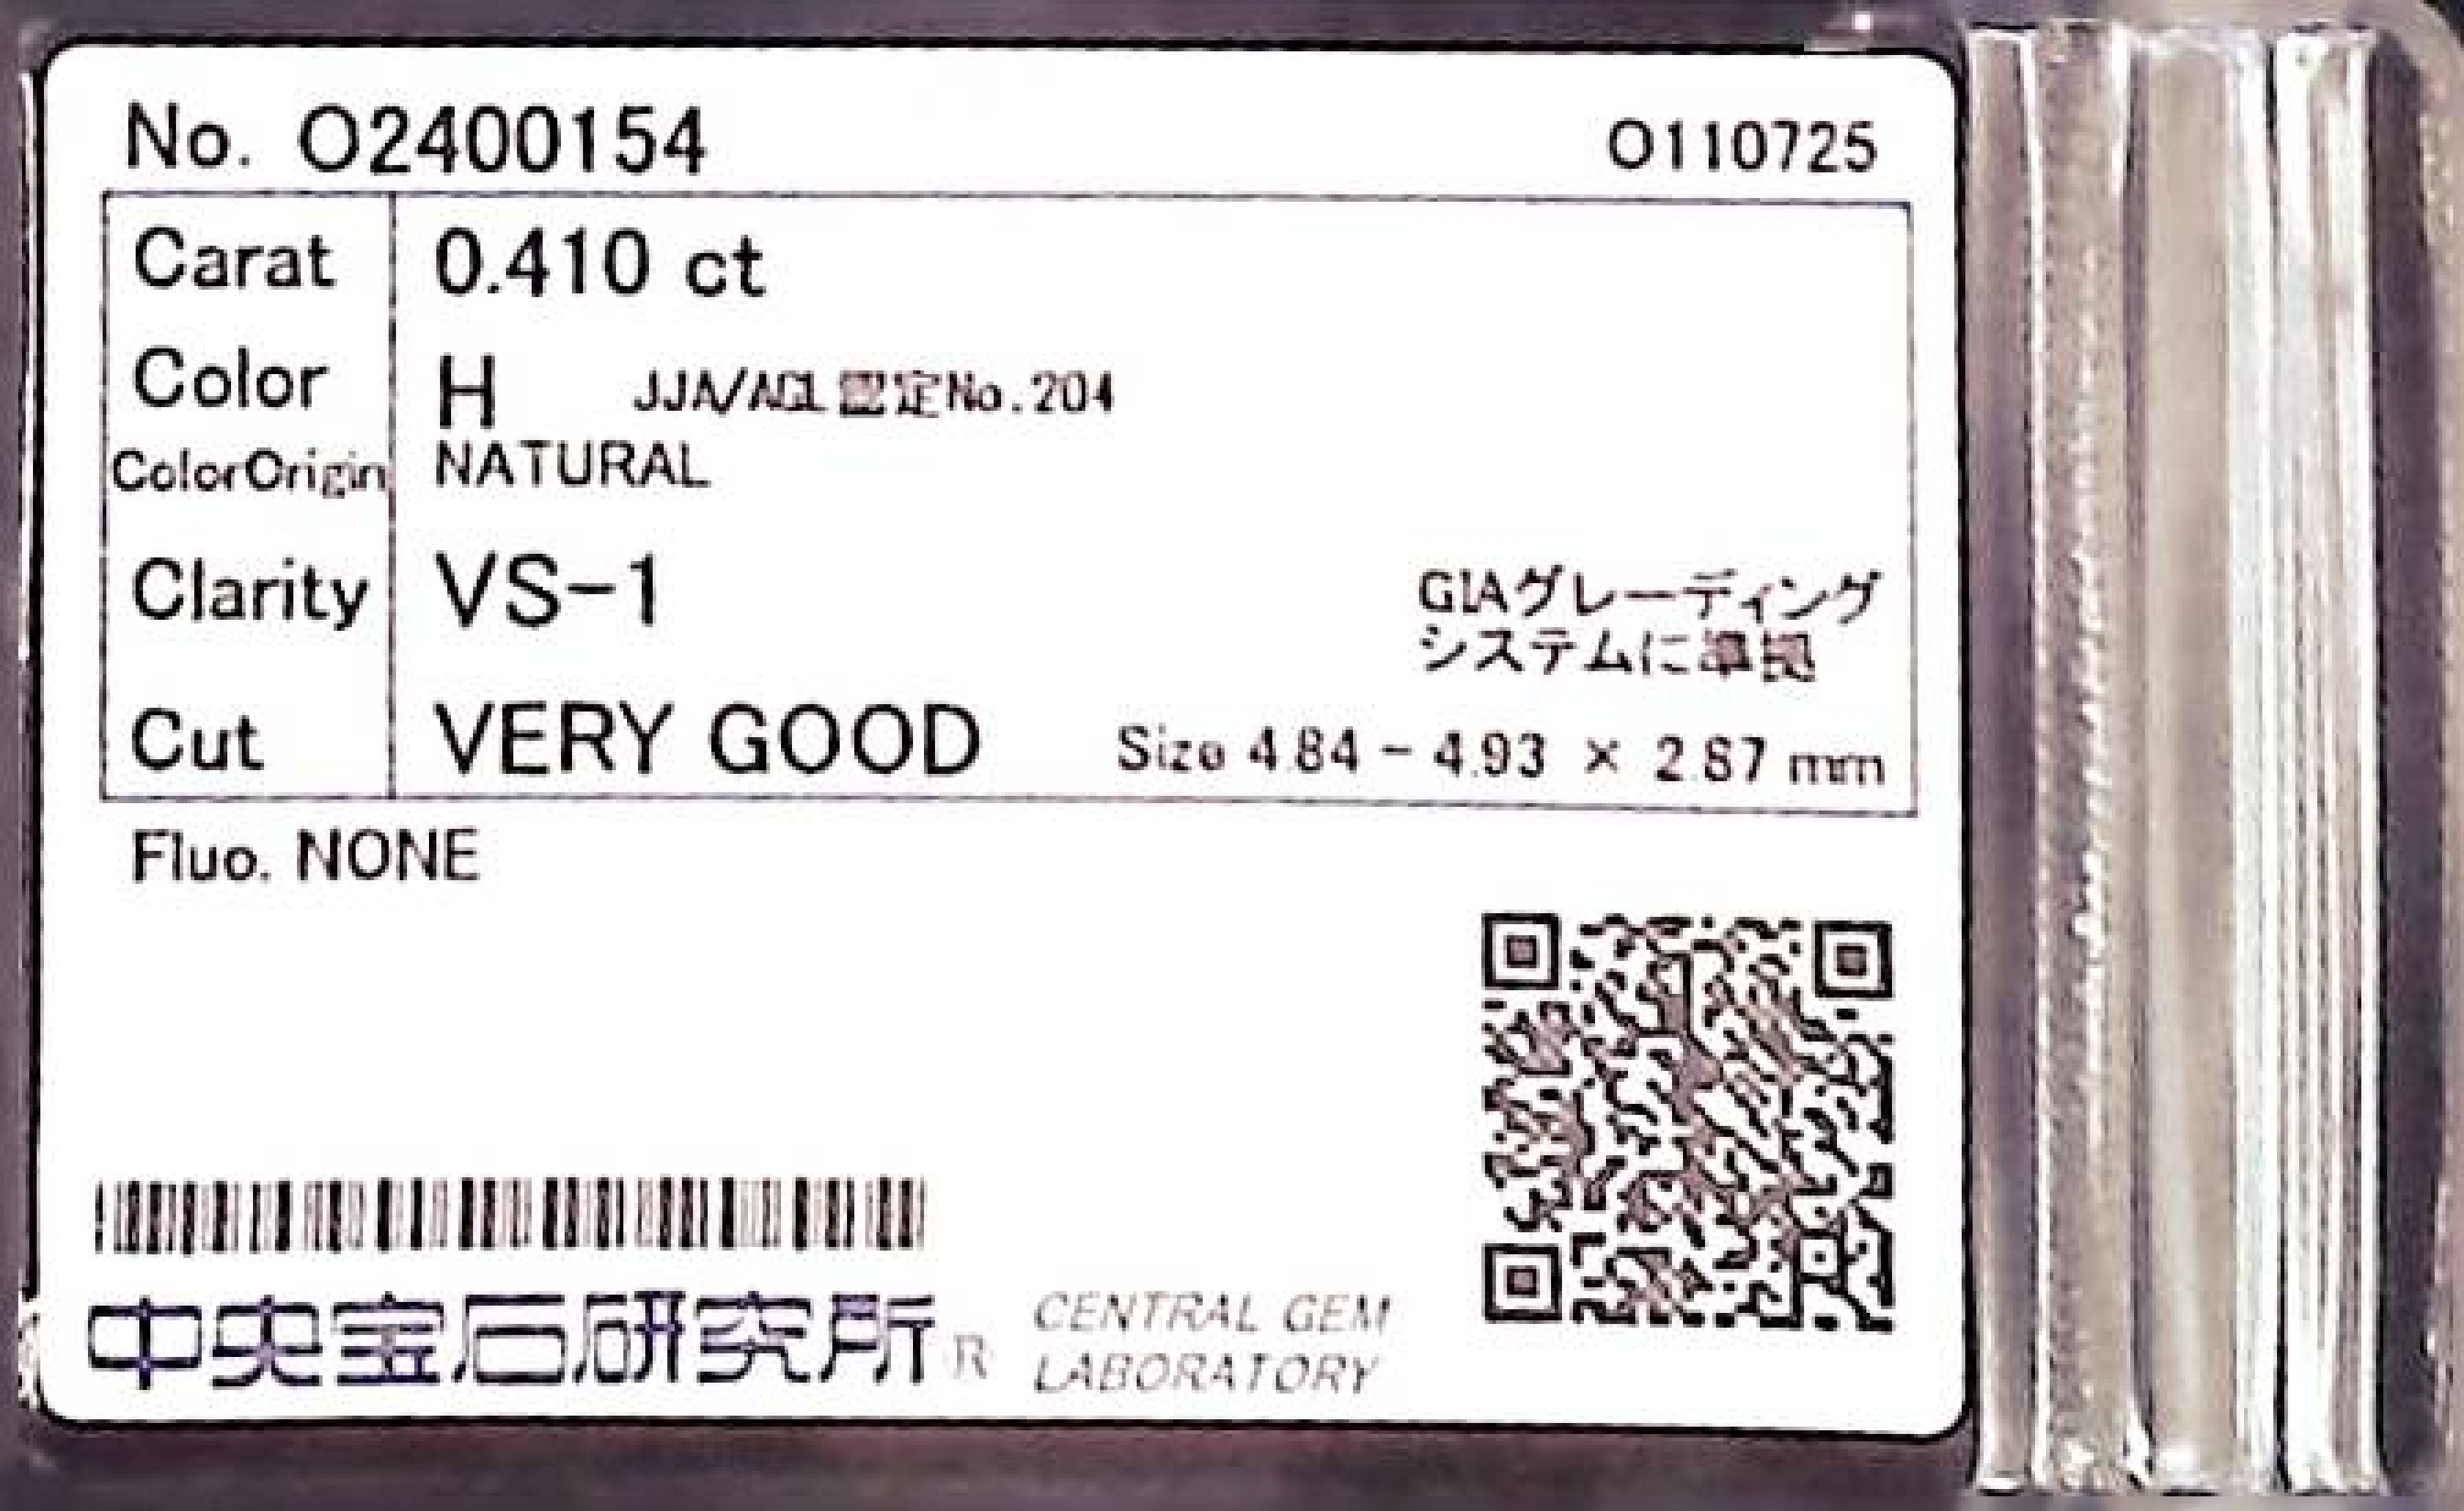 No. O2400154 O110725
Carat 0.410 ct
Color H JJA/AGL認定No.204
ColorOrigin NATURAL
Clarity VS-1
GIAグレーディング
システムに準拠
Cut VERY GOOD Size 4.84 - 4.93 × 2.87 mm
Fluo. NONE
中央宝石研究所 R
CENTRAL GEM
LABORATORY